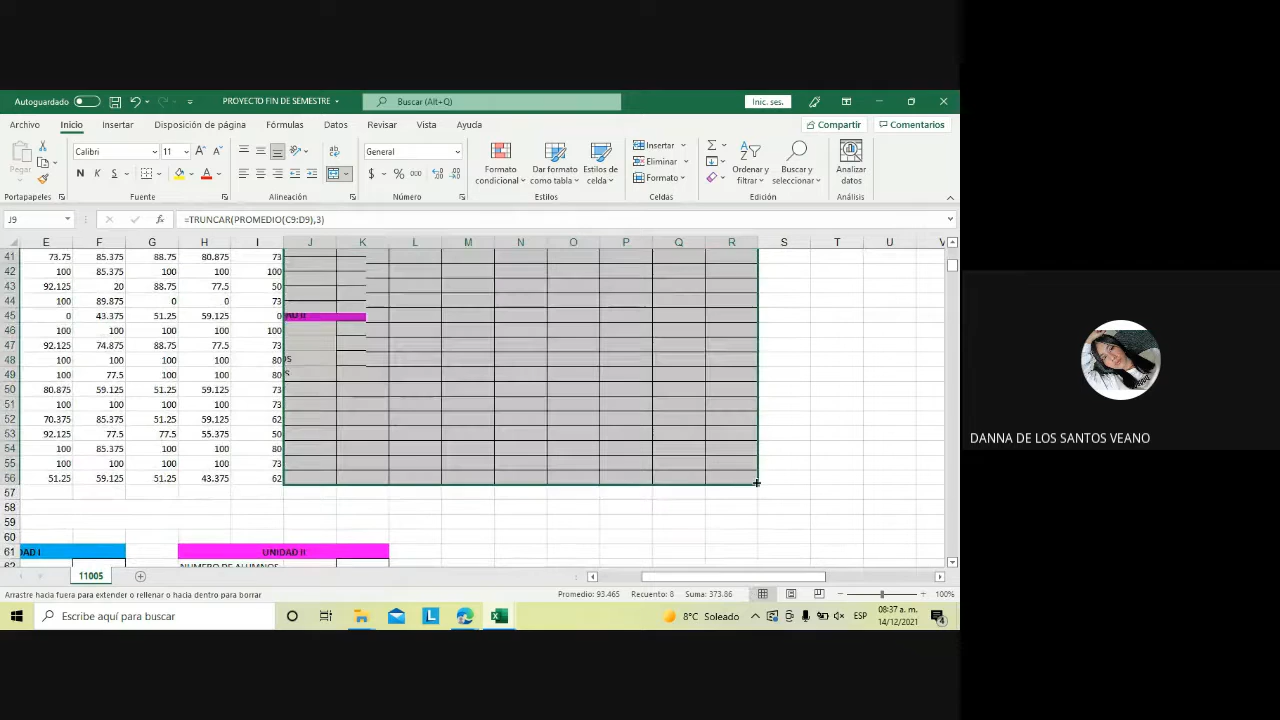 Autoguardado
PROYECTO FIN DE SEMESTRE
Buscar (Alt+Q)
Inic. ses.
Archivo Inicio Insertar Disposición de página Fórmulas Datos Revisar Vista Ayuda
Compartir Comentarios
Pegar
Calibri 11
General
N K S
$ % 000
Formato condicional
Dar formato como tabla
Estilos de celda
Insertar
Eliminar
Formato
Ordenar y filtrar
Buscar y seleccionar
Analizar datos
Portapapeles Fuente Alineación Número Estilos Celdas Edición Análisis
J9 =TRUNCAR(PROMEDIO(C9:D9),3)
E F G H I J K L M N O P Q R S T U V
41 73.75 85.375 88.75 80.875 73
42 100 85.375 100 100 100
43 92.125 20 88.75 77.5 50
44 100 89.875 0 0 73
45 0 43.375 51.25 59.125 0
46 100 100 100 100 100
47 92.125 74.875 88.75 77.5 73
48 100 100 100 100 80
49 100 77.5 100 100 80
50 80.875 59.125 51.25 59.125 73
51 100 100 100 100 73
52 70.375 85.375 51.25 59.125 62
53 92.125 77.5 77.5 55.375 50
54 100 85.375 100 100 80
55 100 100 100 100 73
56 51.25 59.125 51.25 43.375 62
57
58
59
60
61 DAD I UNIDAD II
62 NUMERO DE ALUMNOS
11005
Arrastre hacia fuera para extender o rellenar o hacia dentro para borrar
Promedio: 93.465 Recuento: 8 Suma: 373.86
100%
Escribe aquí para buscar
8°C Soleado
ESP
08:37 a. m.
14/12/2021
4
DANNA DE LOS SANTOS VEANO